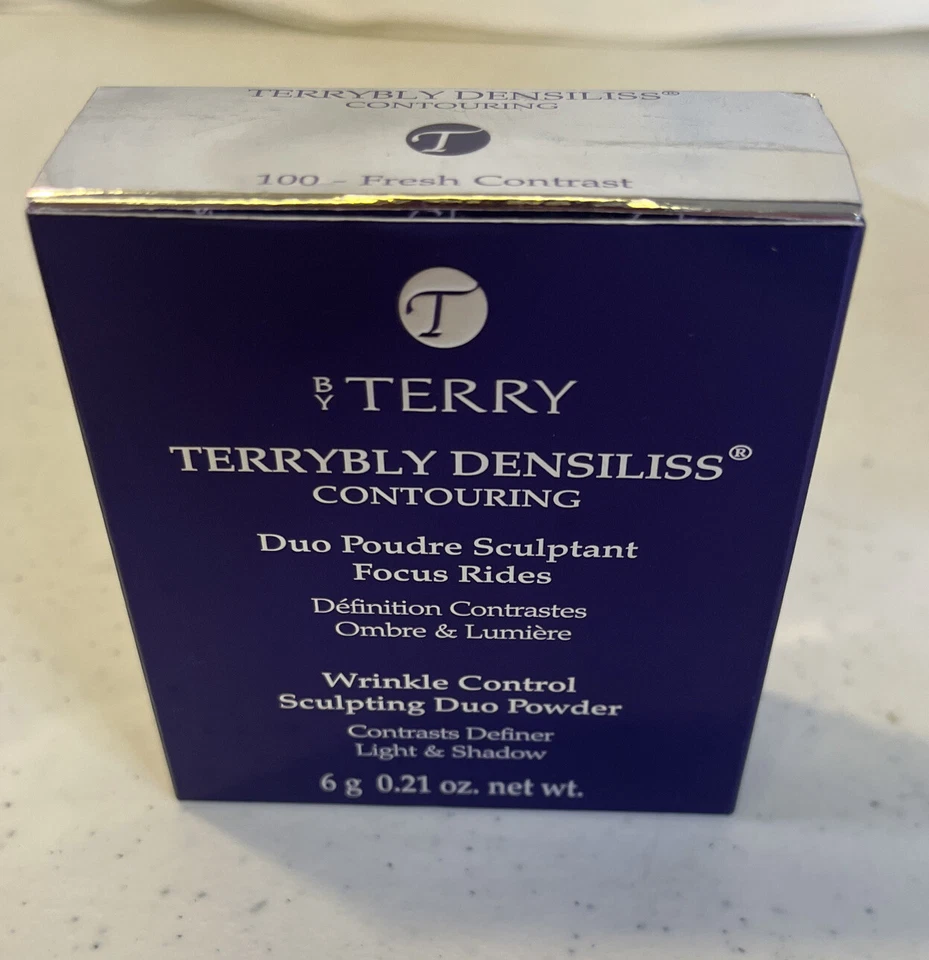 TERRYBLY DENSILISS®
CONTOURING
T
100 - Fresh Contrast
T
BY TERRY
TERRYBLY DENSILISS®
CONTOURING
Duo Poudre Sculptant
Focus Rides
Définition Contrastes
Ombre & Lumière
Wrinkle Control
Sculpting Duo Powder
Contrasts Definer
Light & Shadow
6 g 0.21 oz. net wt.